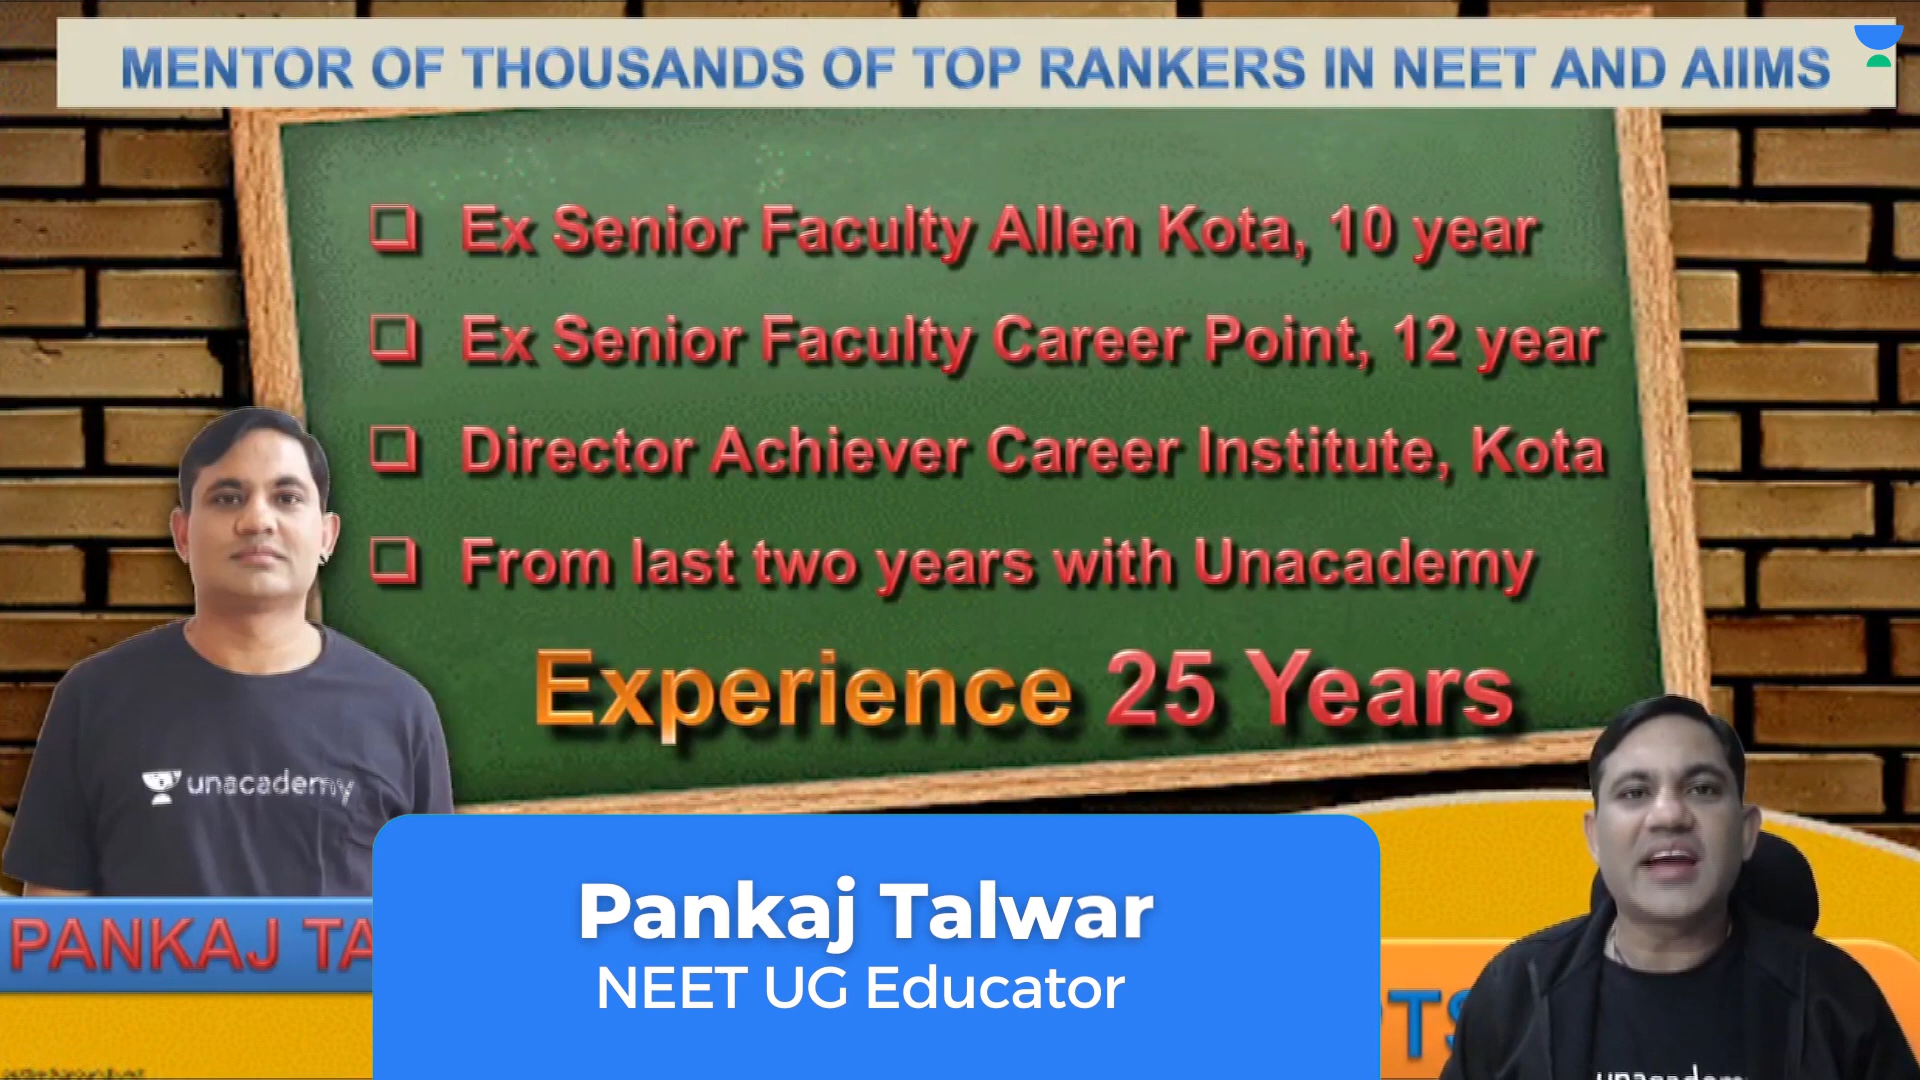 MENTOR OF THOUSANDS OF TOP RANKERS IN NEET AND AIIMS
❑ Ex Senior Faculty Allen Kota, 10 year
❑ Ex Senior Faculty Career Point, 12 year
❑ Director Achiever Career Institute, Kota
❑ From last two years with Unacademy
Experience 25 Years
unacademy
PANKAJ TA
Pankaj Talwar
NEET UG Educator
unacademy